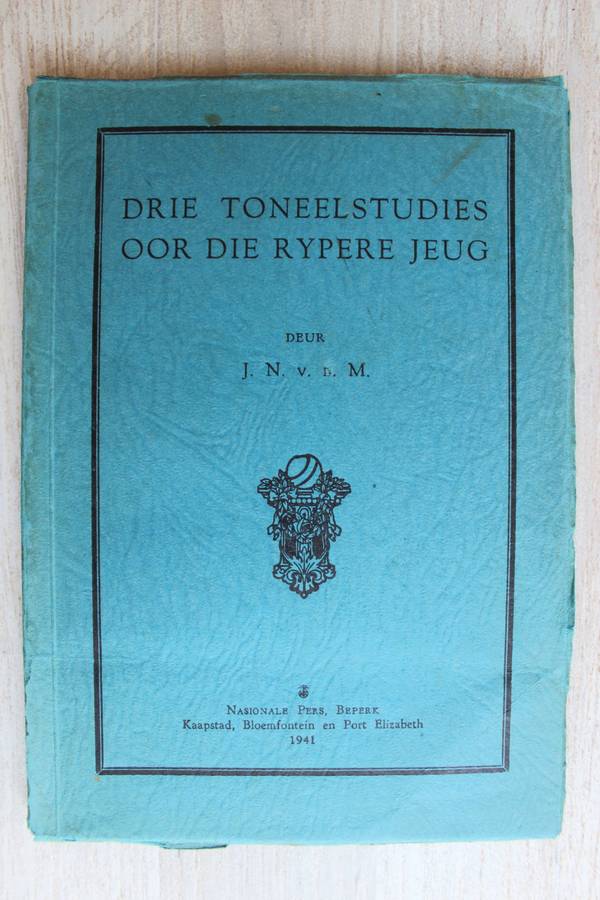 DRIE TONEELSTUDIES
OOR DIE RYPERE JEUG
DEUR
J. N. v. D. M.
NASIONALE PERS, BEPERK
Kaapstad, Bloemfontein en Port Elizabeth
1941